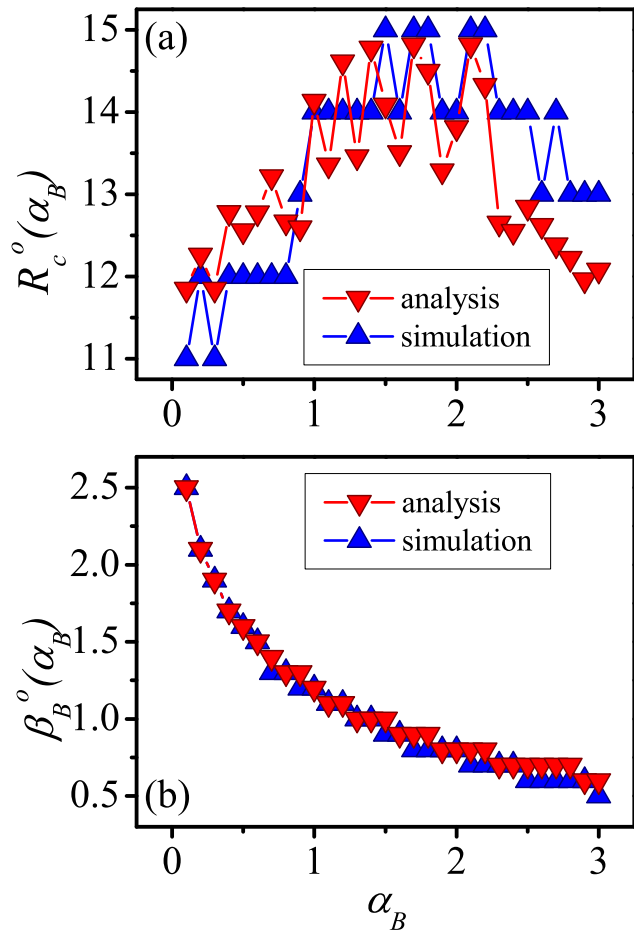 (a)
R_c^o(α_B)
15
14
13
12
11
analysis
simulation
0 1 2 3
(b)
β_B^o(α_B)
2.5
2.0
1.5
1.0
0.5
analysis
simulation
0 1 2 3
α_B